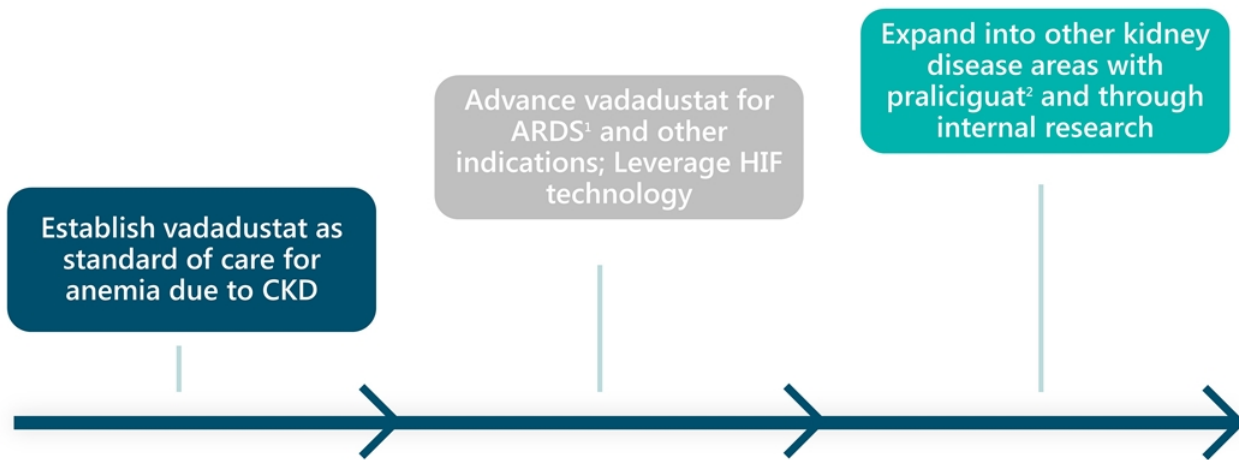 Establish vadadustat as
standard of care for
anemia due to CKD
Advance vadadustat for
ARDS¹ and other
indications; Leverage HIF
technology
Expand into other kidney
disease areas with
praliciguat² and through
internal research